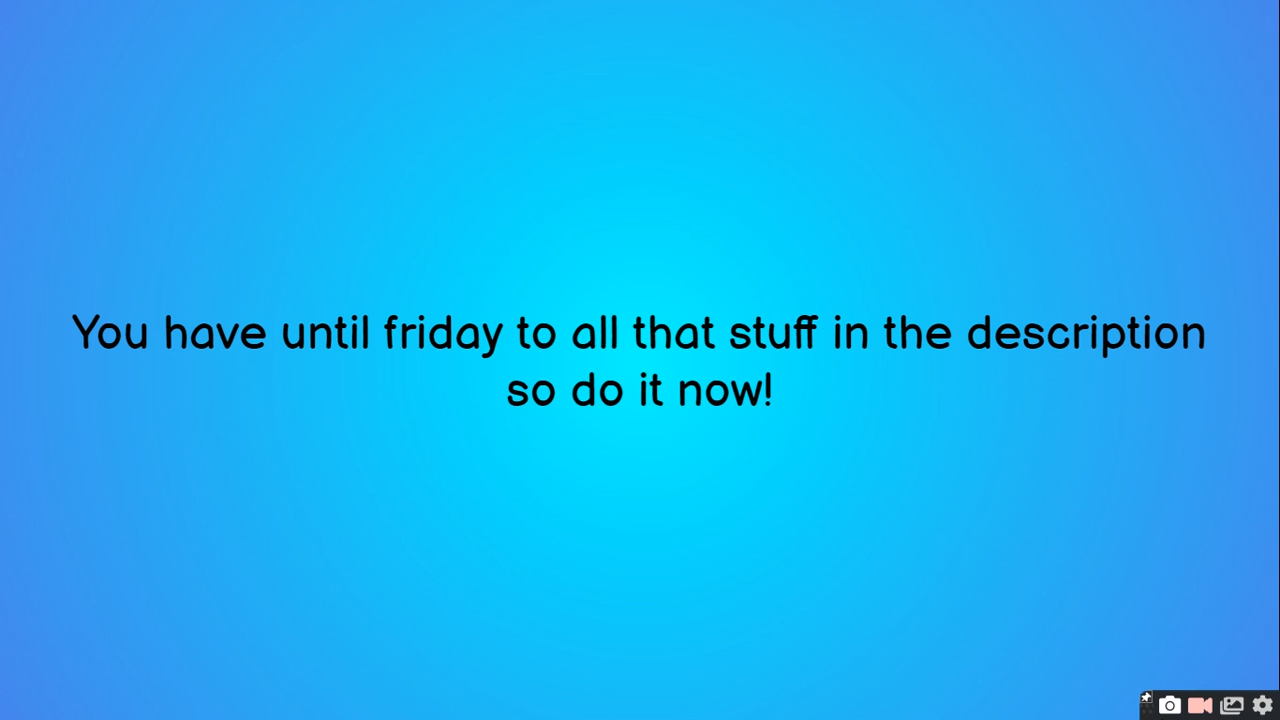 You have until friday to all that stuff in the description
so do it now!